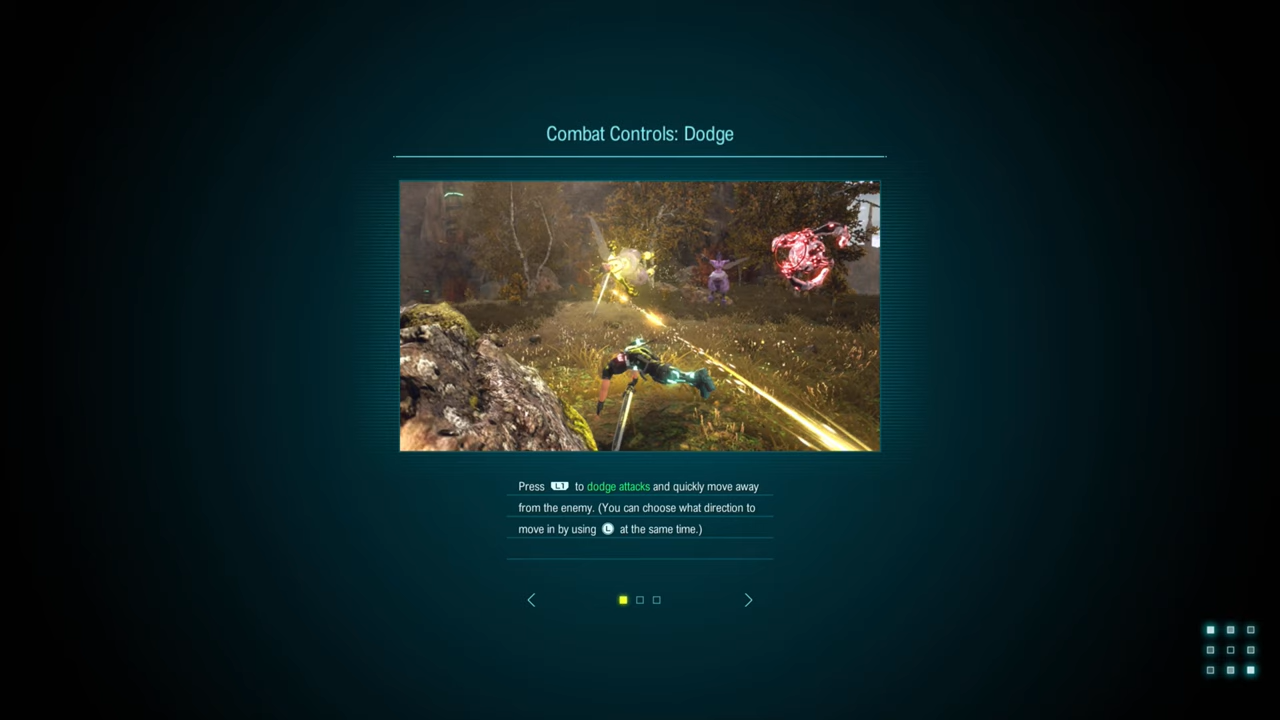 Combat Controls: Dodge
Press L1 to dodge attacks and quickly move away
from the enemy. (You can choose what direction to
move in by using L at the same time.)